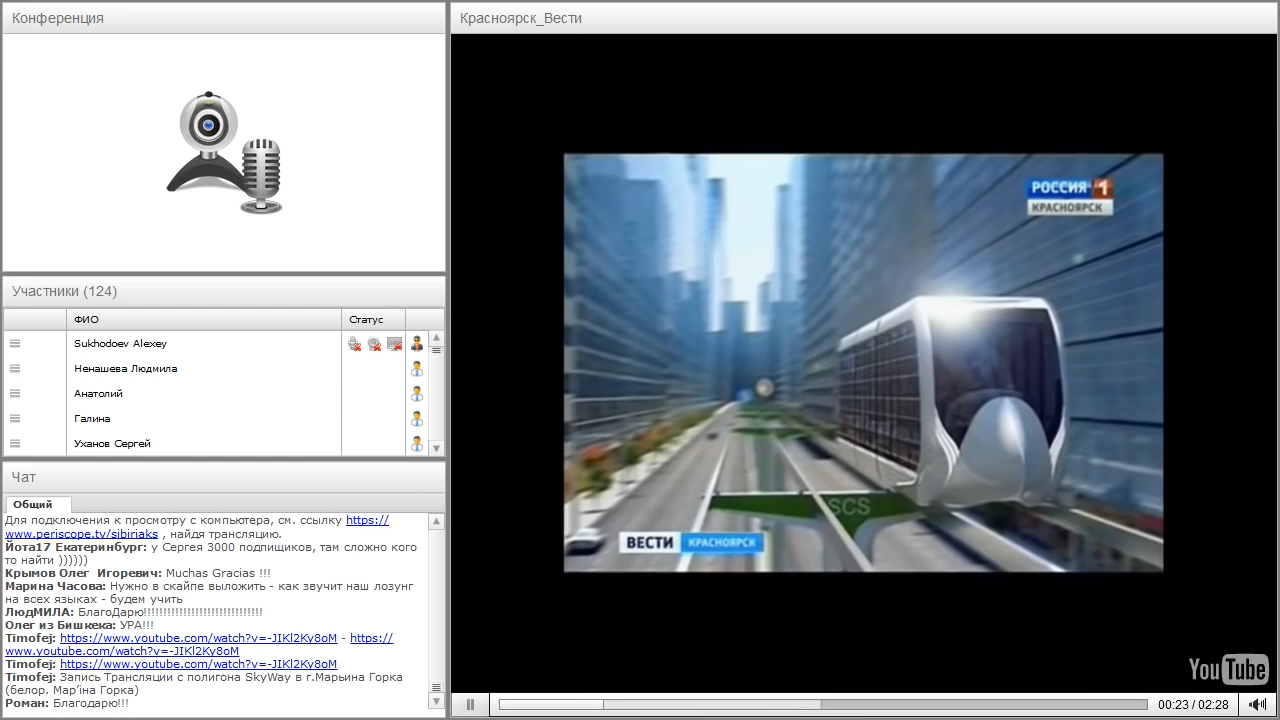 Конференция
Участники (124)
ФИО Статус
Sukhodoev Alexey
Ненашева Людмила
Анатолий
Галина
Уханов Сергей
Чат
Общий
Для подключения к просмотру с компьютера, см. ссылку https://
www.periscope.tv/sibiriaks , найдя трансляцию.
Йova17 Екатеринбург: у Сергея 3000 подпищиков, там сложно кого
то найти ))))))
Крымов Олег Игоревич: Muchas Gracias !!!
Марина Часова: Нужно в скайпе выложить - как звучит наш лозунг
на всех языках - будем учить
ЛюдМИЛА: БлагоДарю!!!!!!!!!!!!!!!!!!!!!!!!!!!!!!
Олег из Бишкека: УРА!!!
Timofej: https://www.youtube.com/watch?v=-JIKl2Ky8oM - https://
www.youtube.com/watch?v=-JIKl2Ky8oM
Timofej: https://www.youtube.com/watch?v=-JIKl2Ky8oM
Timofej: Запись Трансляции с полигона SkyWay в г.Марьина Горка
(белор. Мар'iна Горка)
Роман: Благодарю!!!
Красноярск_Вести
РОССИЯ 1
КРАСНОЯРСК
SCS
ВЕСТИ КРАСНОЯРСК
YouTube
00:23 / 02:28